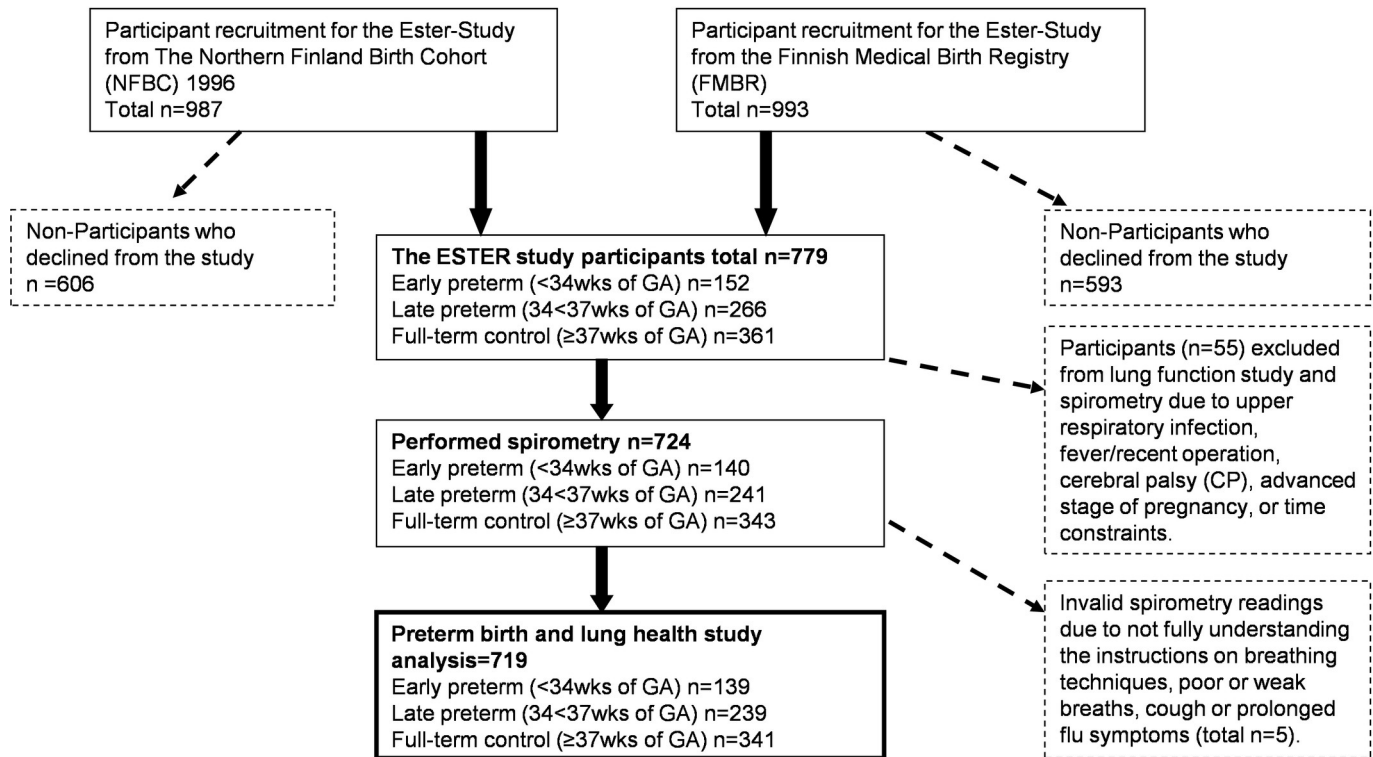 Participant recruitment for the Ester-Study
from The Northern Finland Birth Cohort
(NFBC) 1996
Total n=987
Participant recruitment for the Ester-Study
from the Finnish Medical Birth Registry
(FMBR)
Total n=993
Non-Participants who
declined from the study
n =606
The ESTER study participants total n=779
Early preterm (<34wks of GA) n=152
Late preterm (34<37wks of GA) n=266
Full-term control (≥37wks of GA) n=361
Non-Participants who
declined from the study
n=593
Participants (n=55) excluded
from lung function study and
spirometry due to upper
respiratory infection,
fever/recent operation,
cerebral palsy (CP), advanced
stage of pregnancy, or time
constraints.
Performed spirometry n=724
Early preterm (<34wks of GA) n=140
Late preterm (34<37wks of GA) n=241
Full-term control (≥37wks of GA) n=343
Invalid spirometry readings
due to not fully understanding
the instructions on breathing
techniques, poor or weak
breaths, cough or prolonged
flu symptoms (total n=5).
Preterm birth and lung health study
analysis=719
Early preterm (<34wks of GA) n=139
Late preterm (34<37wks of GA) n=239
Full-term control (≥37wks of GA) n=341